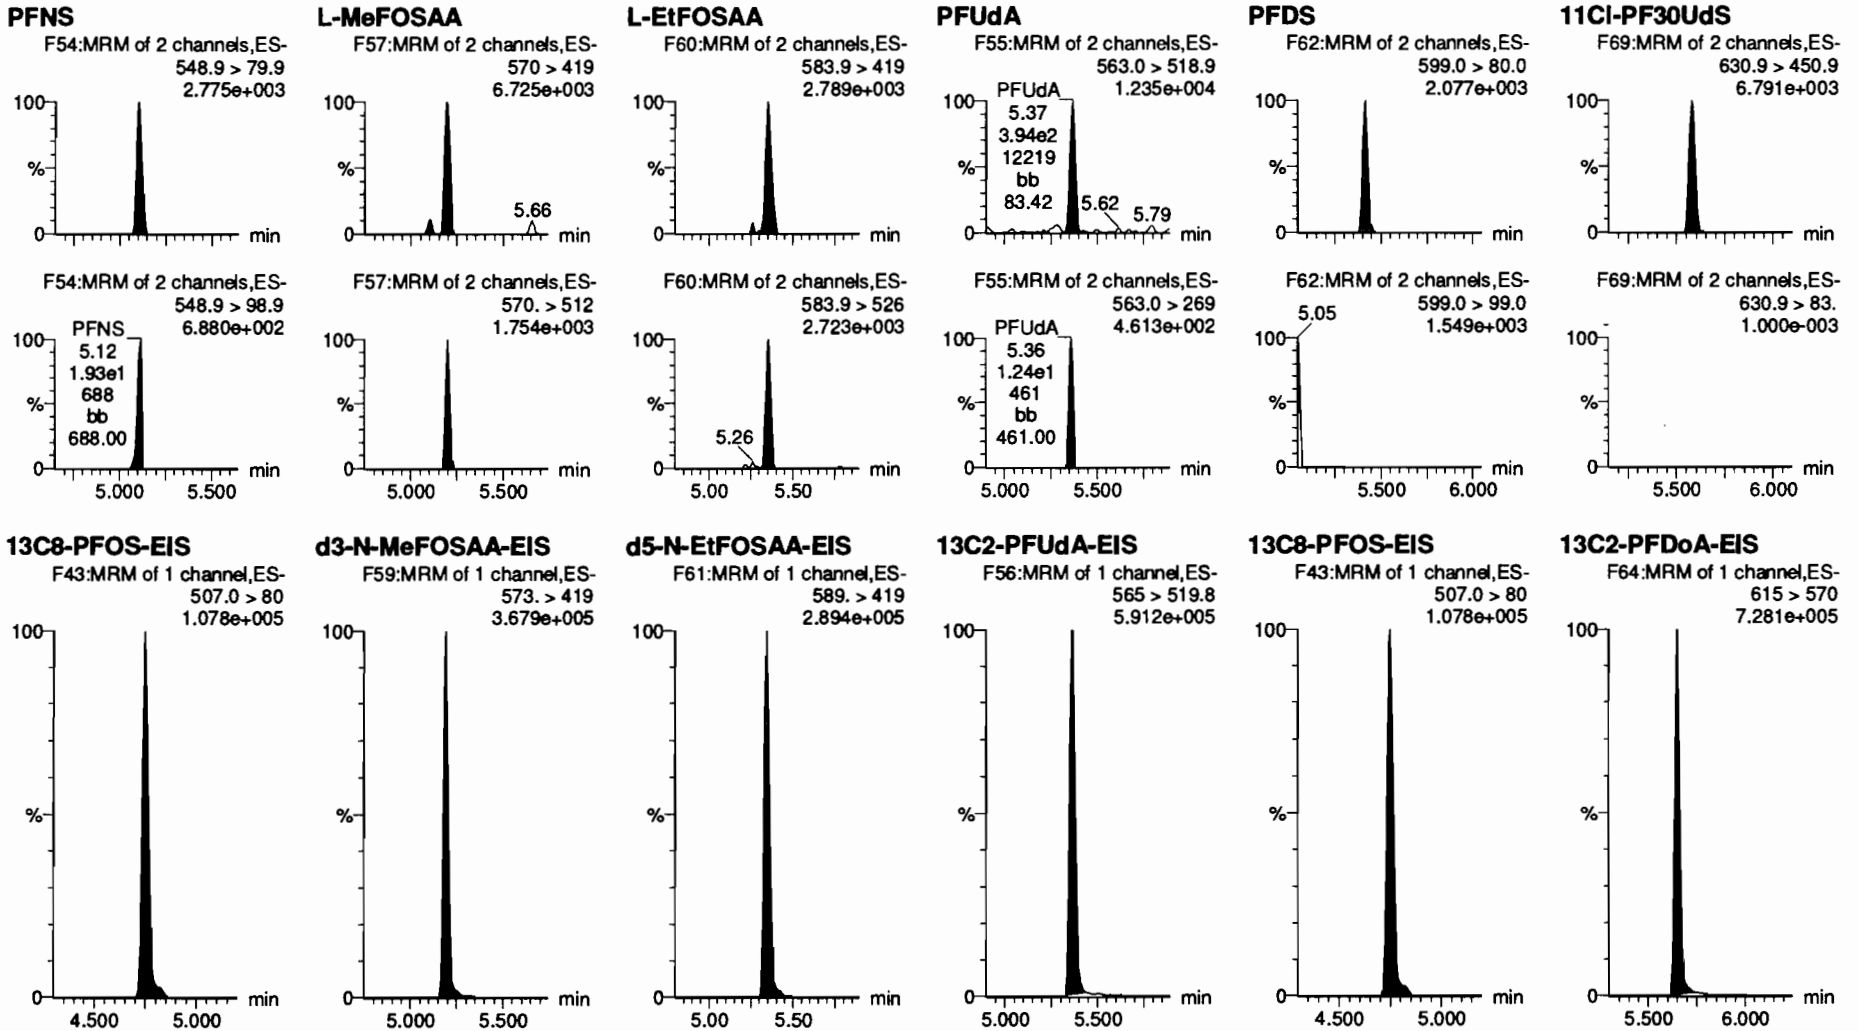 PFNS
F54:MRM of 2 channels,ES-
548.9 > 79.9
2.775e+003
100
%
0
min
L-MeFOSAA
F57:MRM of 2 channels,ES-
570 > 419
6.725e+003
100
%
5.66
0
min
L-EtFOSAA
F60:MRM of 2 channels,ES-
583.9 > 419
2.789e+003
100
%
0
min
PFUdA
F55:MRM of 2 channels,ES-
563.0 > 518.9
1.235e+004
PFUdA
100
5.37
3.94e2
%
12219
bb
83.42
5.62
5.79
0
min
PFDS
F62:MRM of 2 channels,ES-
599.0 > 80.0
2.077e+003
100
%
0
min
11Cl-PF30UdS
F69:MRM of 2 channels,ES-
630.9 > 450.9
6.791e+003
100
%
0
min
F54:MRM of 2 channels,ES-
548.9 > 98.9
6.880e+002
PFNS
100
5.12
1.93e1
%
688
bb
688.00
0
min
5.000
5.500
F57:MRM of 2 channels,ES-
570. > 512
1.754e+003
100
%
0
min
5.000
5.500
F60:MRM of 2 channels,ES-
583.9 > 526
2.723e+003
100
%
5.26
0
min
5.00
5.50
F55:MRM of 2 channels,ES-
563.0 > 269
4.613e+002
PFUdA
100
5.36
1.24e1
%
461
bb
461.00
0
min
5.000
5.500
F62:MRM of 2 channels,ES-
599.0 > 99.0
1.549e+003
5.05
100
%
0
min
5.500
6.000
F69:MRM of 2 channels,ES-
630.9 > 83.
1.000e-003
100
%
0
min
5.500
6.000
13C8-PFOS-EIS
F43:MRM of 1 channel,ES-
507.0 > 80
1.078e+005
100
%
0
min
4.500
5.000
d3-N-MeFOSAA-EIS
F59:MRM of 1 channel,ES-
573. > 419
3.679e+005
100
%
0
min
5.000
5.500
d5-N-EtFOSAA-EIS
F61:MRM of 1 channel,ES-
589. > 419
2.894e+005
100
%
0
min
5.00
5.50
13C2-PFUdA-EIS
F56:MRM of 1 channel,ES-
565 > 519.8
5.912e+005
100
%
0
min
5.000
5.500
13C8-PFOS-EIS
F43:MRM of 1 channel,ES-
507.0 > 80
1.078e+005
100
%
0
min
4.500
5.000
13C2-PFDoA-EIS
F64:MRM of 1 channel,ES-
615 > 570
7.281e+005
100
%
0
min
5.500
6.000